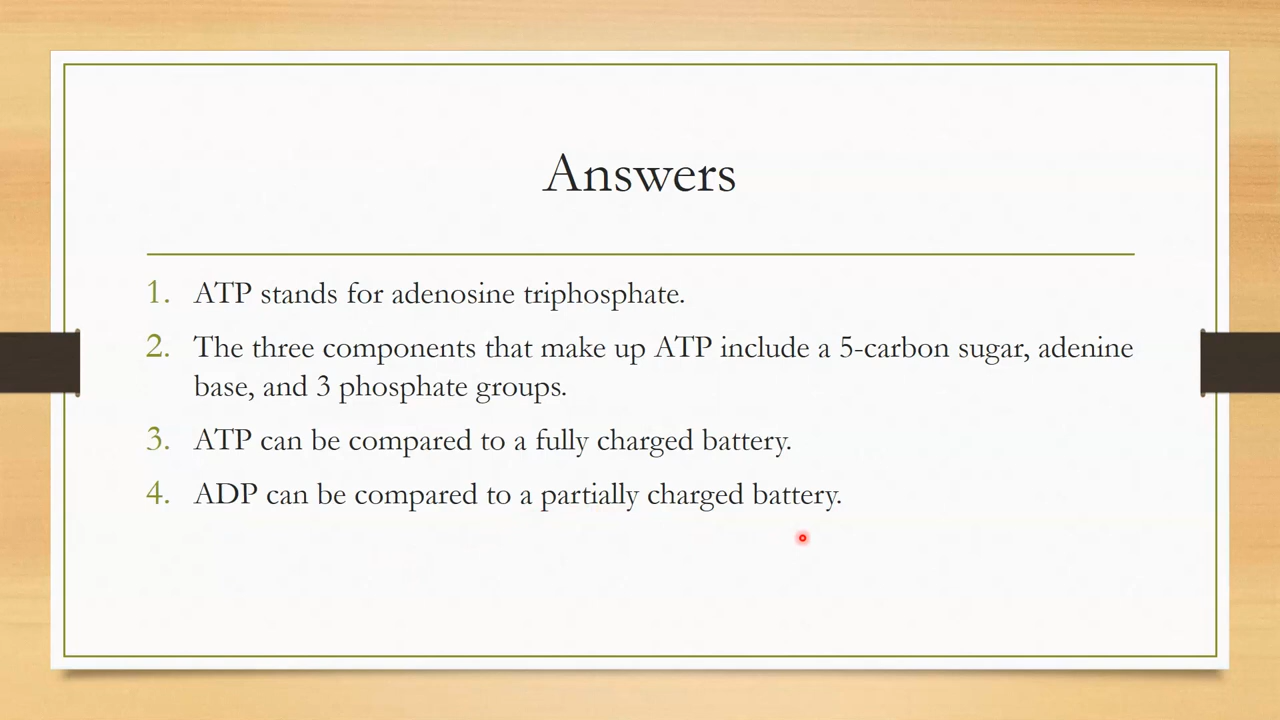 Answers
1. ATP stands for adenosine triphosphate.
2. The three components that make up ATP include a 5-carbon sugar, adenine
base, and 3 phosphate groups.
3. ATP can be compared to a fully charged battery.
4. ADP can be compared to a partially charged battery.